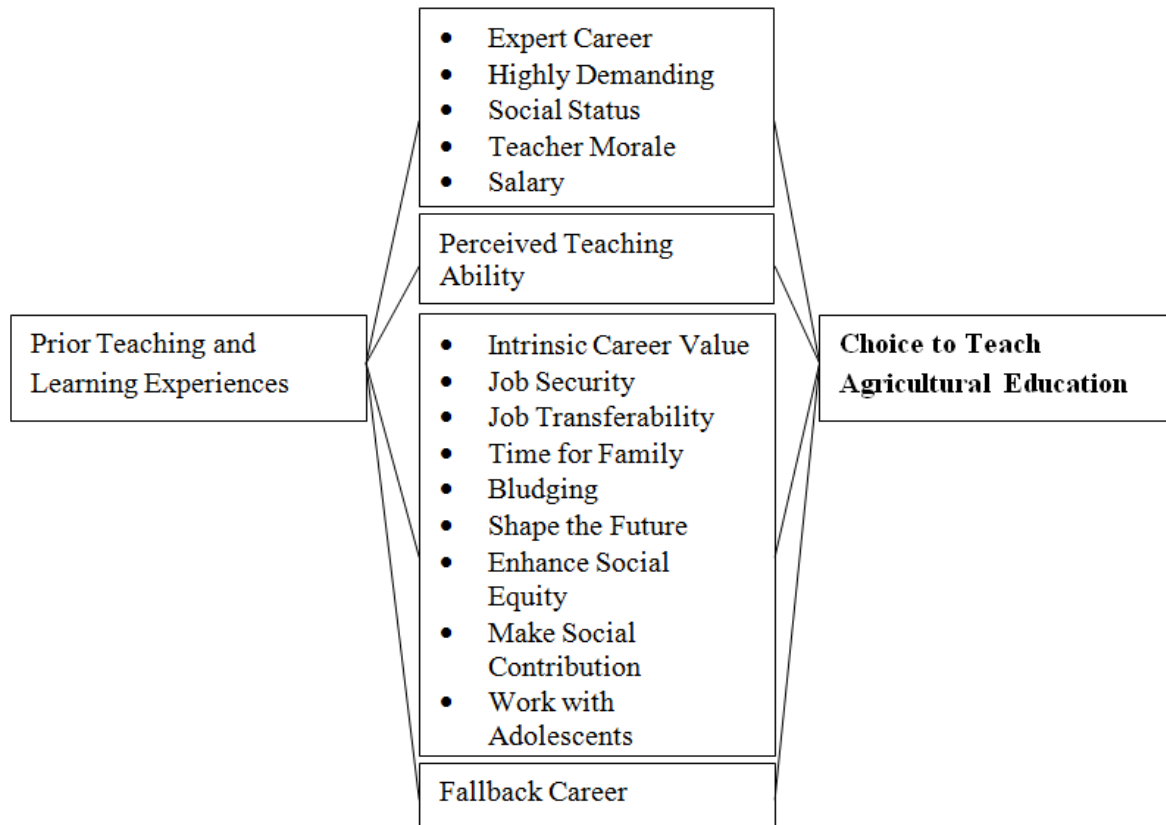 Prior Teaching and
Learning Experiences
• Expert Career
• Highly Demanding
• Social Status
• Teacher Morale
• Salary
Perceived Teaching
Ability
• Intrinsic Career Value
• Job Security
• Job Transferability
• Time for Family
• Bludging
• Shape the Future
• Enhance Social
Equity
• Make Social
Contribution
• Work with
Adolescents
Fallback Career
Choice to Teach
Agricultural Education